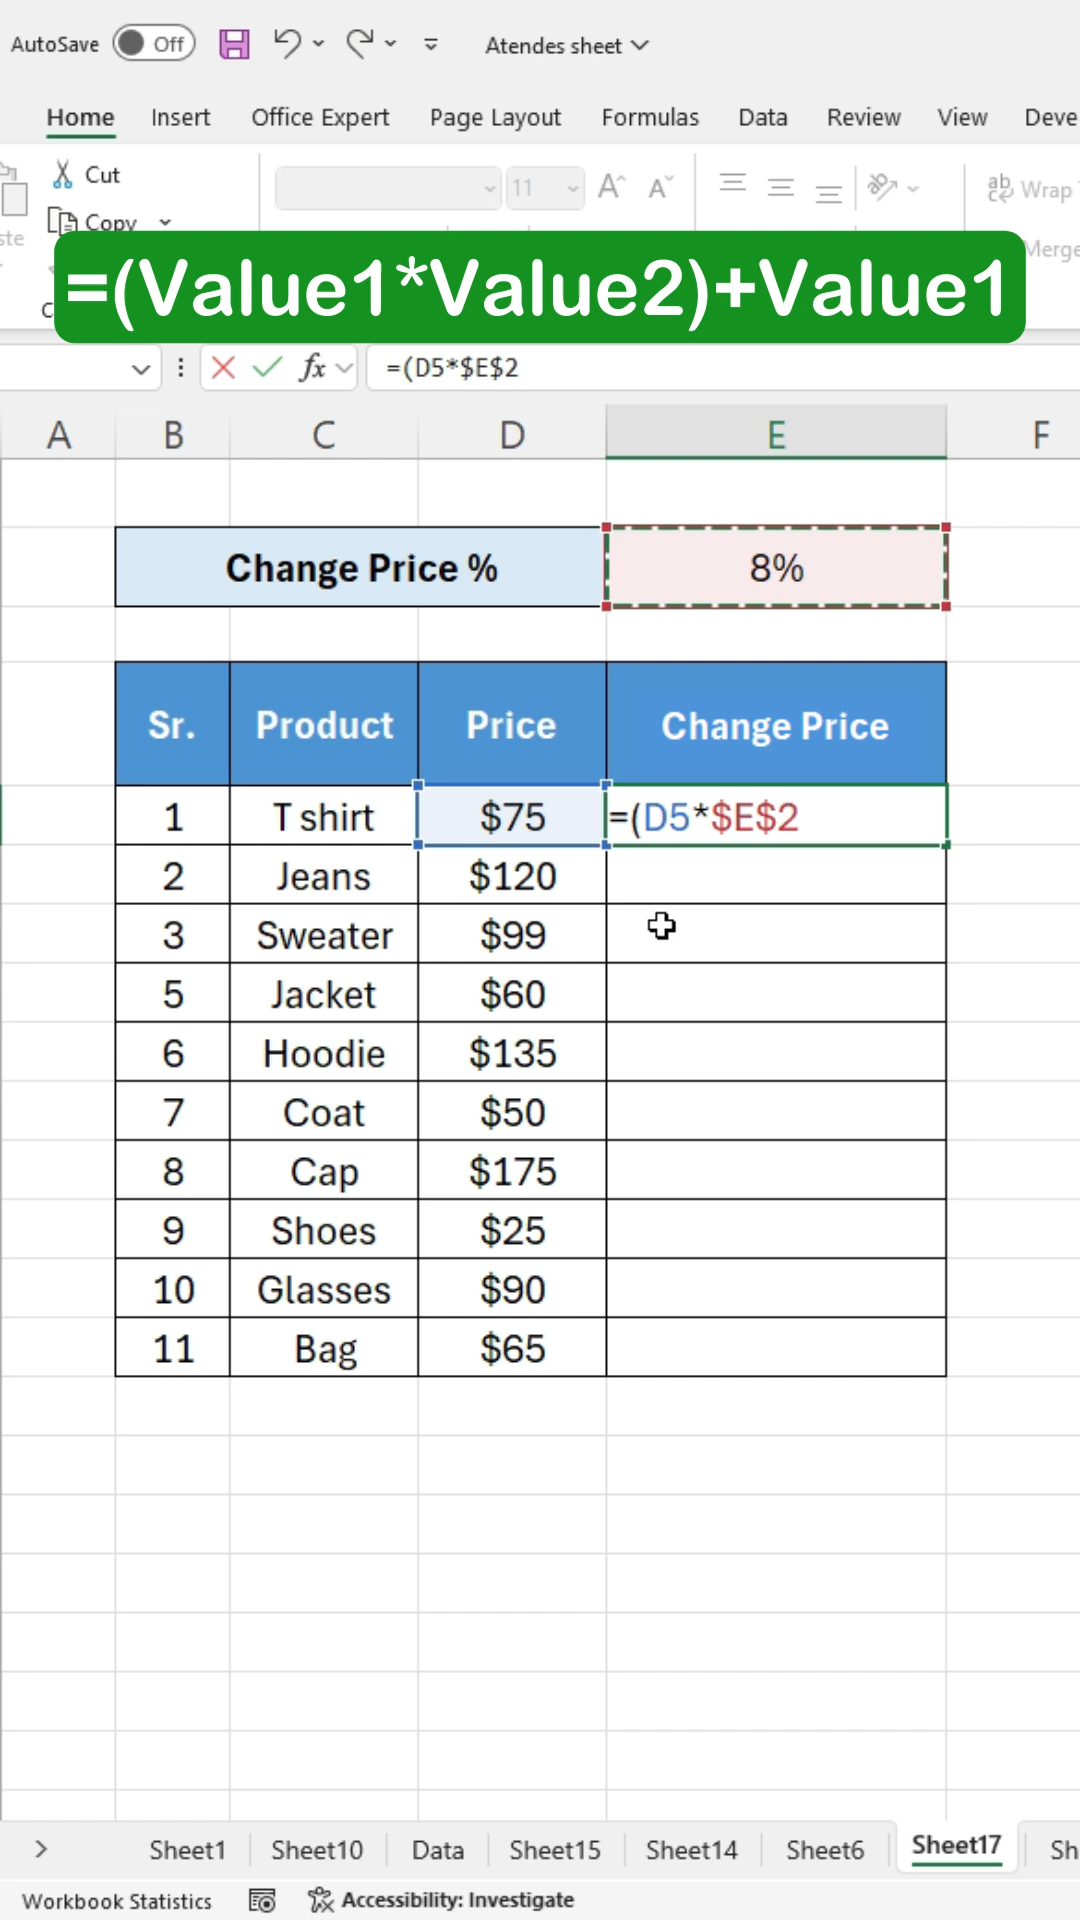 AutoSave Off Atendes sheet
Home Insert Office Expert Page Layout Formulas Data Review View Deve
Cut 11 A A ab Wrap
ste Copy Merge
=(Value1*Value2)+Value1
fx =(D5*$E$2
A B C D E F
Change Price % 8%
Sr. Product Price Change Price
1 T shirt $75 =(D5*$E$2
2 Jeans $120
3 Sweater $99
5 Jacket $60
6 Hoodie $135
7 Coat $50
8 Cap $175
9 Shoes $25
10 Glasses $90
11 Bag $65
Sheet1 Sheet10 Data Sheet15 Sheet14 Sheet6 Sheet17 Sh
Workbook Statistics Accessibility: Investigate